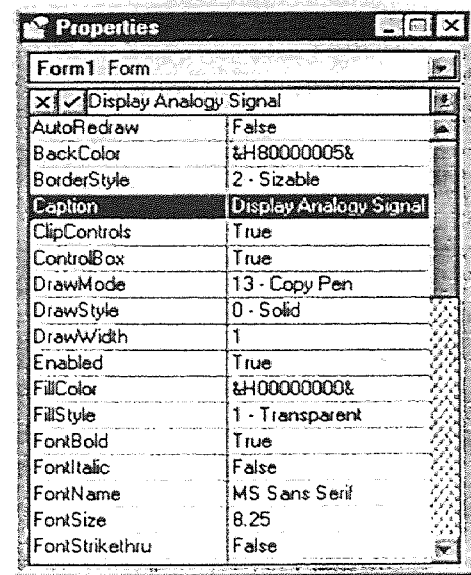 Properties
Form1 Form
Display Analogy Signal
AutoRedraw False
BackColor &H80000005&
BorderStyle 2 - Sizable
Caption Display Analogy Signal
ClipControls True
ControlBox True
DrawMode 13 - Copy Pen
DrawStyle 0 - Solid
DrawWidth 1
Enabled True
FillColor &H00000000&
FillStyle 1 - Transparent
FontBold True
FontItalic False
FontName MS Sans Serif
FontSize 8.25
FontStrikethru False